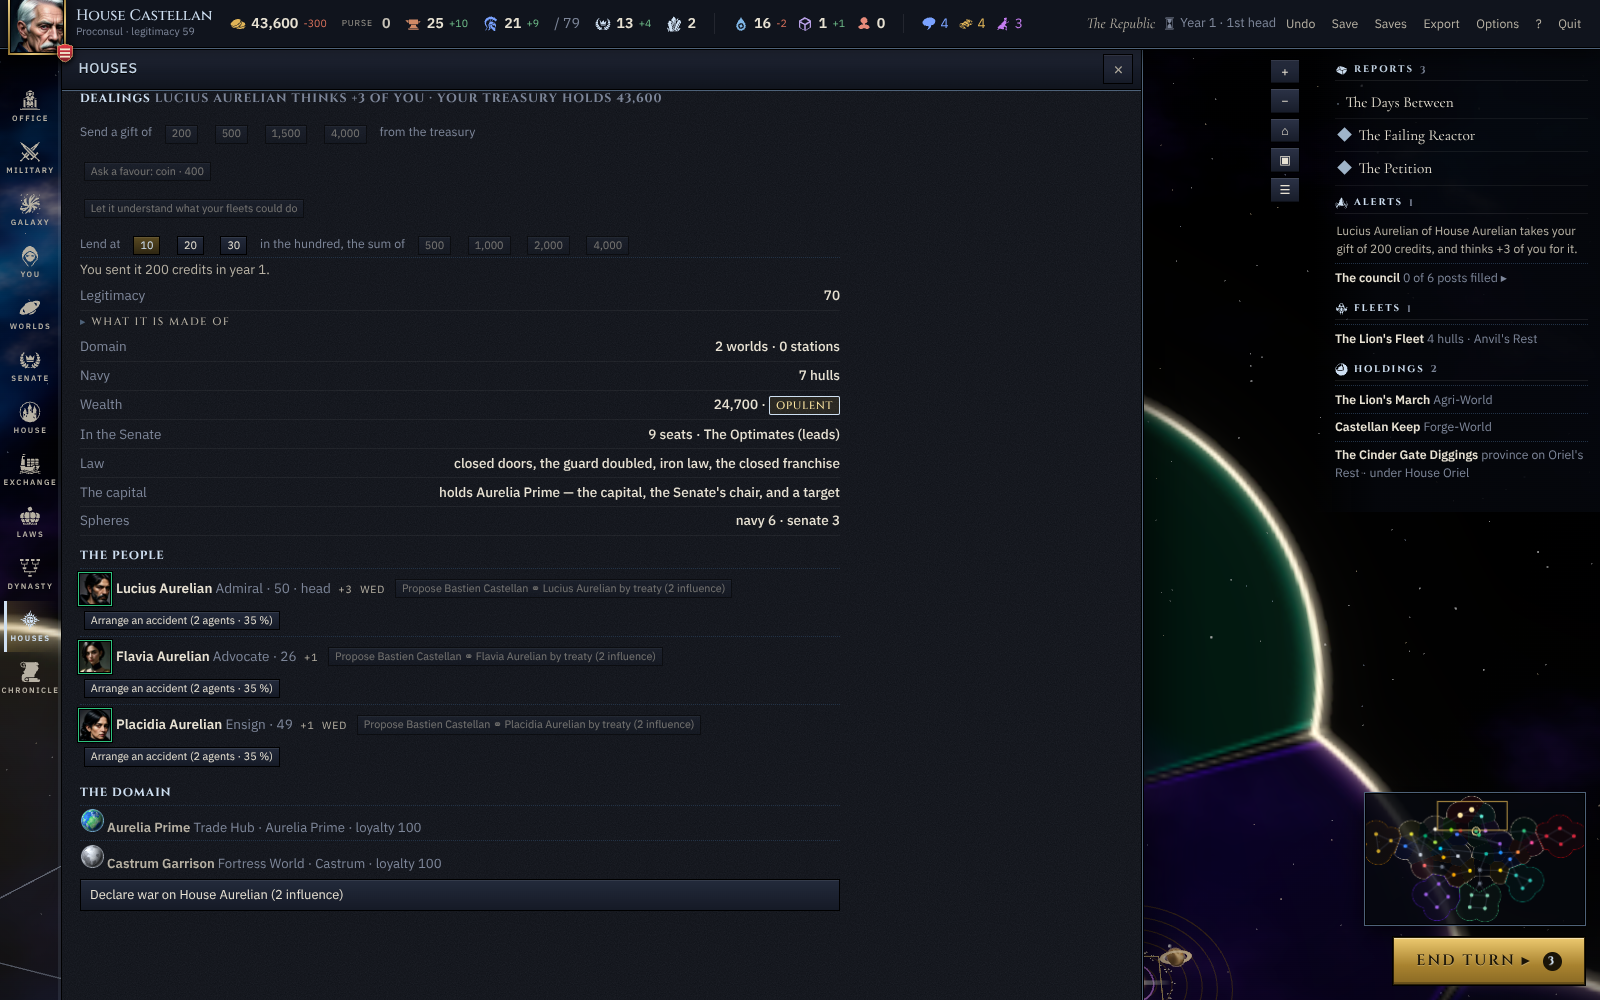 HOUSE CASTELLAN
Proconsul · legitimacy 59
43,600 -300 PURSE 0 25 +10 21 +9 / 79 13 +4 2 16 -2 1 +1 0 4 4 3
The Republic Year 1 · 1st head Undo Save Saves Export Options ? Quit
OFFICE
MILITARY
GALAXY
YOU
WORLDS
SENATE
HOUSE
EXCHANGE
LAWS
DYNASTY
HOUSES
CHRONICLE
HOUSES ×
DEALINGS LUCIUS AURELIAN THINKS +3 OF YOU · YOUR TREASURY HOLDS 43,600
Send a gift of 200 500 1,500 4,000 from the treasury
Ask a favour: coin · 400
Let it understand what your fleets could do
Lend at 10 20 30 in the hundred, the sum of 500 1,000 2,000 4,000
You sent it 200 credits in year 1.
Legitimacy 70
▸ WHAT IT IS MADE OF
Domain 2 worlds · 0 stations
Navy 7 hulls
Wealth 24,700 · OPULENT
In the Senate 9 seats · The Optimates (leads)
Law closed doors, the guard doubled, iron law, the closed franchise
The capital holds Aurelia Prime — the capital, the Senate's chair, and a target
Spheres navy 6 · senate 3
THE PEOPLE
Lucius Aurelian Admiral · 50 · head +3 WED Propose Bastien Castellan ⚭ Lucius Aurelian by treaty (2 influence)
Arrange an accident (2 agents · 35 %)
Flavia Aurelian Advocate · 26 +1 Propose Bastien Castellan ⚭ Flavia Aurelian by treaty (2 influence)
Arrange an accident (2 agents · 35 %)
Placidia Aurelian Ensign · 49 +1 WED Propose Bastien Castellan ⚭ Placidia Aurelian by treaty (2 influence)
Arrange an accident (2 agents · 35 %)
THE DOMAIN
Aurelia Prime Trade Hub · Aurelia Prime · loyalty 100
Castrum Garrison Fortress World · Castrum · loyalty 100
Declare war on House Aurelian (2 influence)
REPORTS 3
· The Days Between
The Failing Reactor
The Petition
ALERTS 1
Lucius Aurelian of House Aurelian takes your
gift of 200 credits, and thinks +3 of you for it.
The council 0 of 6 posts filled ▸
FLEETS 1
The Lion's Fleet 4 hulls · Anvil's Rest
HOLDINGS 2
The Lion's March Agri-World
Castellan Keep Forge-World
The Cinder Gate Diggings province on Oriel's
Rest · under House Oriel
END TURN ▸ 3